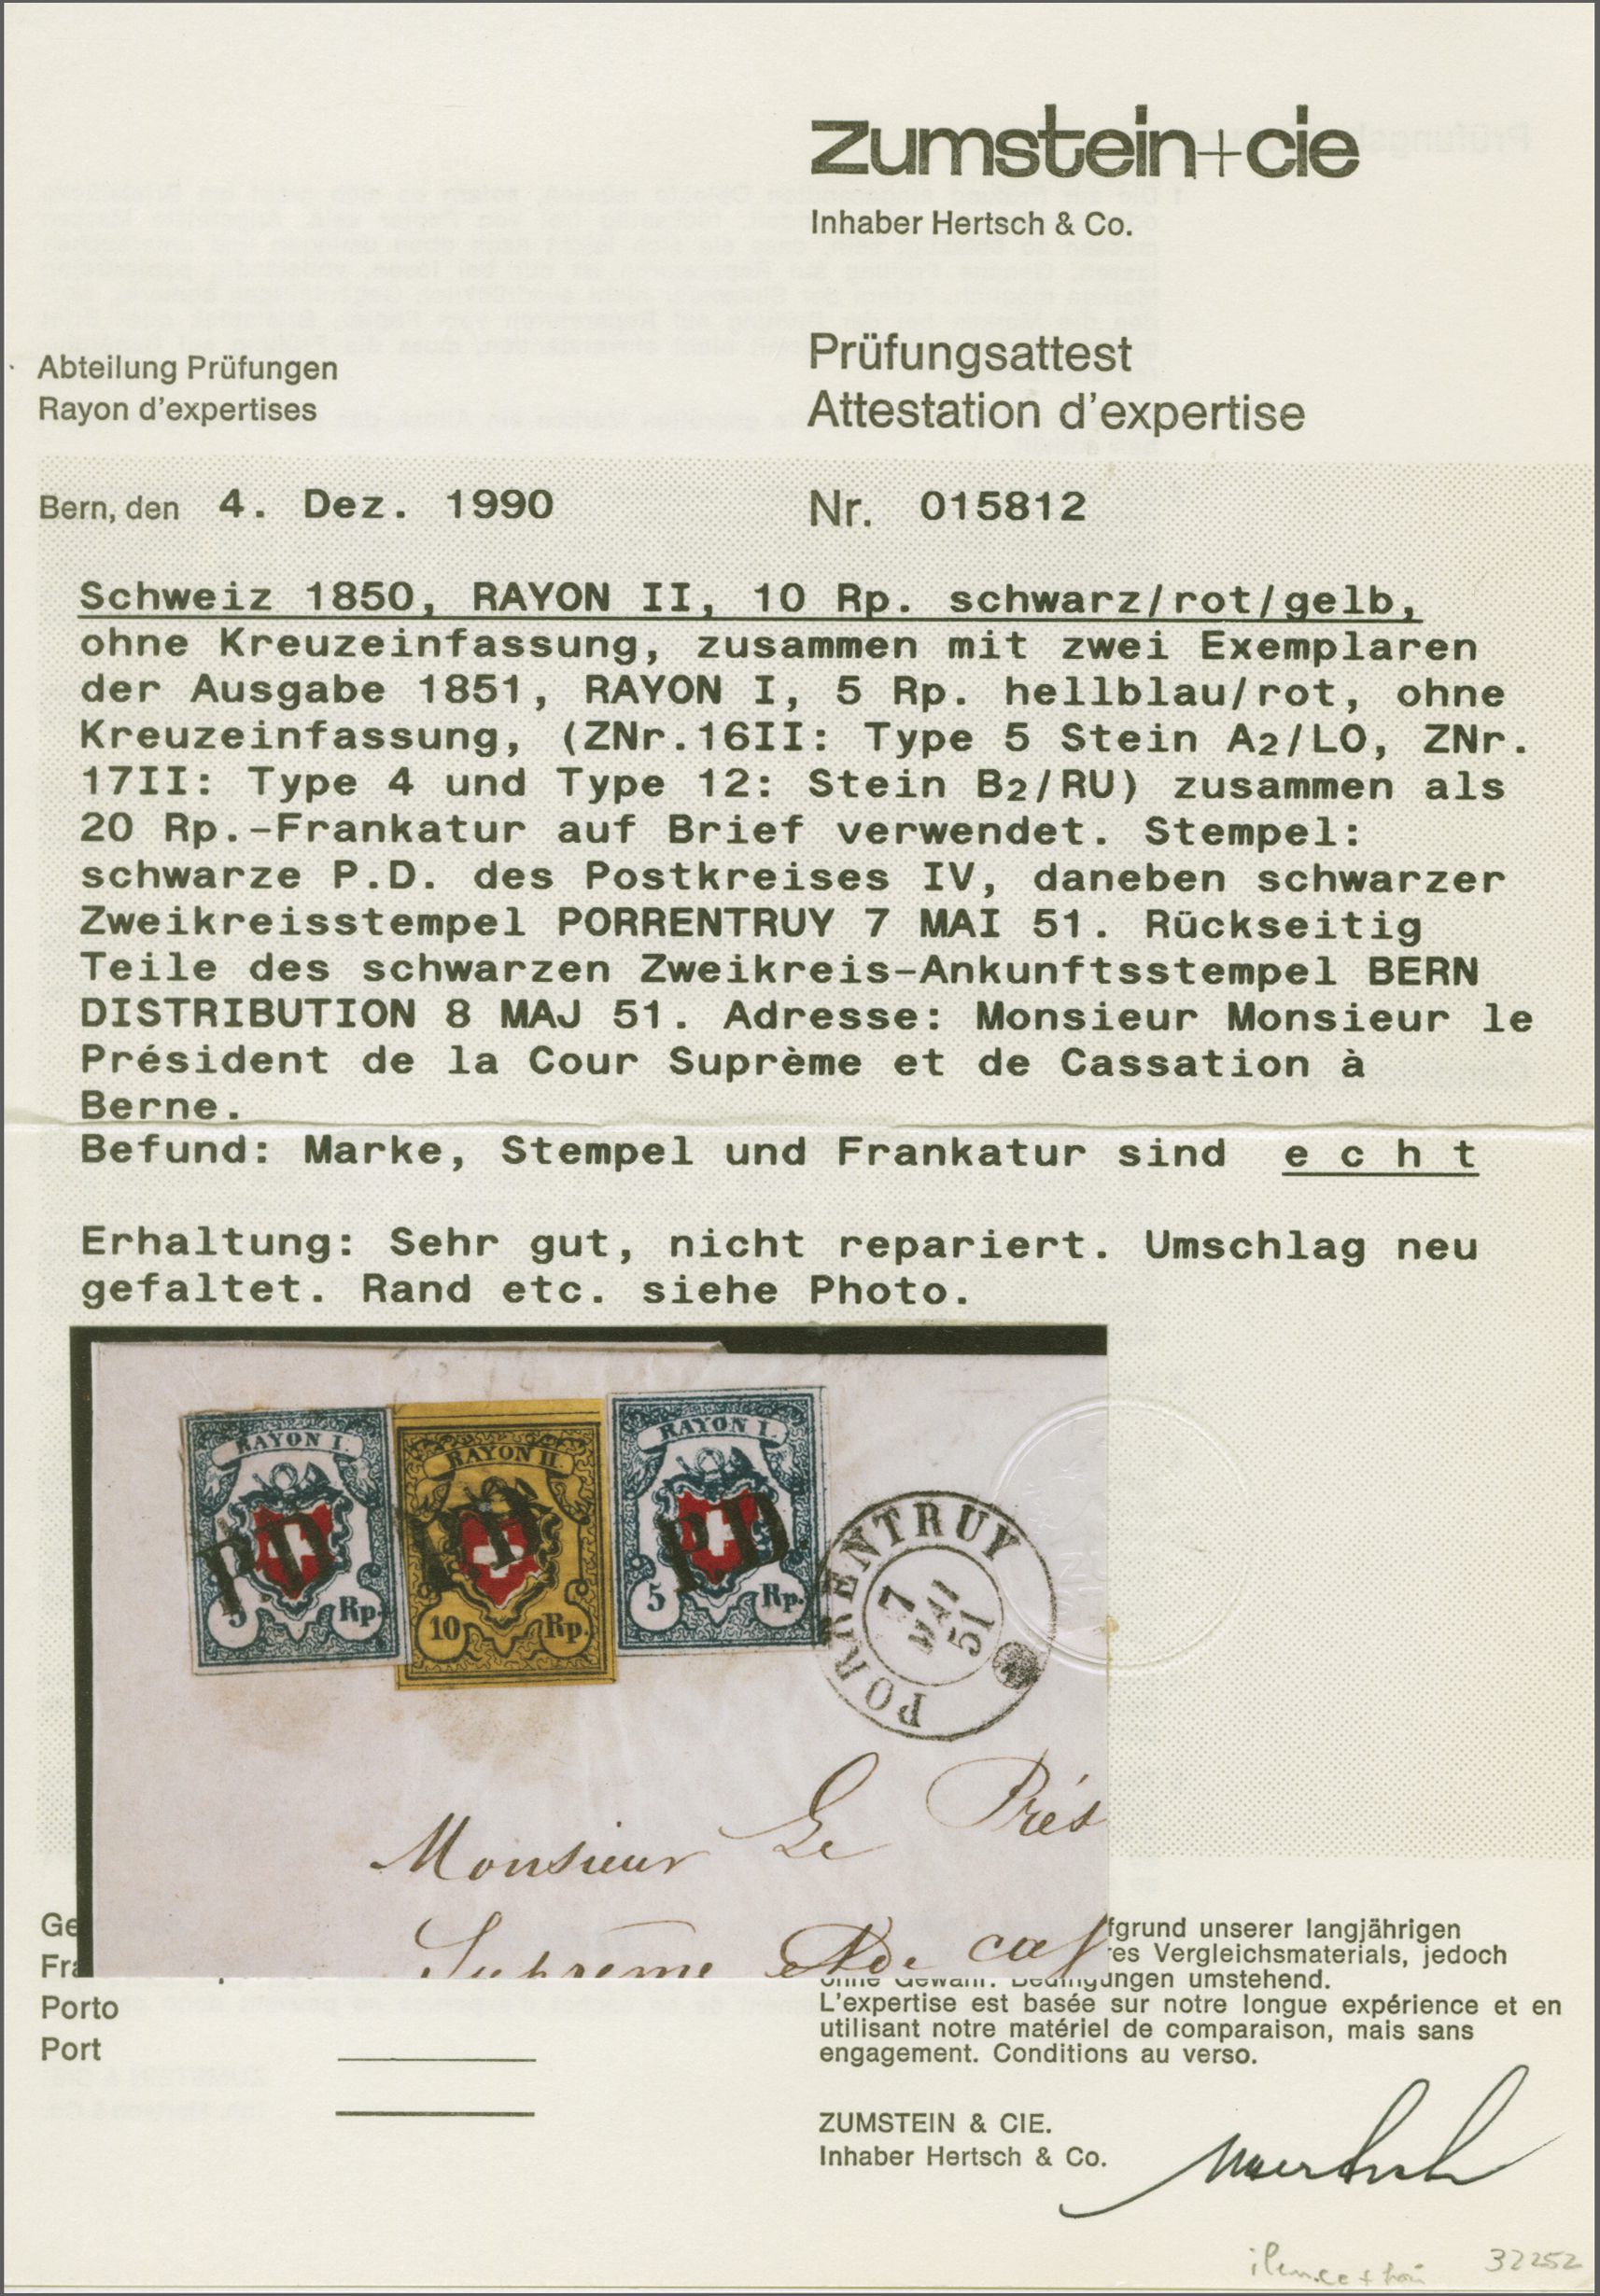 zumstein+cie
Inhaber Hertsch & Co.
Abteilung Prüfungen
Rayon d'expertises
Prüfungsattest
Attestation d'expertise
Bern, den 4. Dez. 1990
Nr. 015812
Schweiz 1850, RAYON II, 10 Rp. schwarz/rot/gelb,
ohne Kreuzeinfassung, zusammen mit zwei Exemplaren
der Ausgabe 1851, RAYON I, 5 Rp. hellblau/rot, ohne
Kreuzeinfassung, (ZNr.16II: Type 5 Stein A2/LO, ZNr.
17II: Type 4 und Type 12: Stein B2/RU) zusammen als
20 Rp.-Frankatur auf Brief verwendet. Stempel:
schwarze P.D. des Postkreises IV, daneben schwarzer
Zweikreisstempel PORRENTRUY 7 MAI 51. Rückseitig
Teile des schwarzen Zweikreis-Ankunftsstempel BERN
DISTRIBUTION 8 MAJ 51. Adresse: Monsieur Monsieur le
Président de la Cour Suprème et de Cassation à
Berne.
Befund: Marke, Stempel und Frankatur sind e c h t
Erhaltung: Sehr gut, nicht repariert. Umschlag neu
gefaltet. Rand etc. siehe Photo.
RAYON I.
P.D
5 Rp.
RAYON II.
P.D
10 Rp.
RAYON I.
P.D.
5 Rp.
PORRENTRUY
7
MAI
51
Monsieur Le Prés
Suprême
Ge
Fra
Porto
Port
fgrund unserer langjährigen
es Vergleichsmaterials, jedoch
ohne Gewähr. Bedingungen umstehend.
L'expertise est basée sur notre longue expérience et en
utilisant notre matériel de comparaison, mais sans
engagement. Conditions au verso.
ZUMSTEIN & CIE.
Inhaber Hertsch & Co.
32252